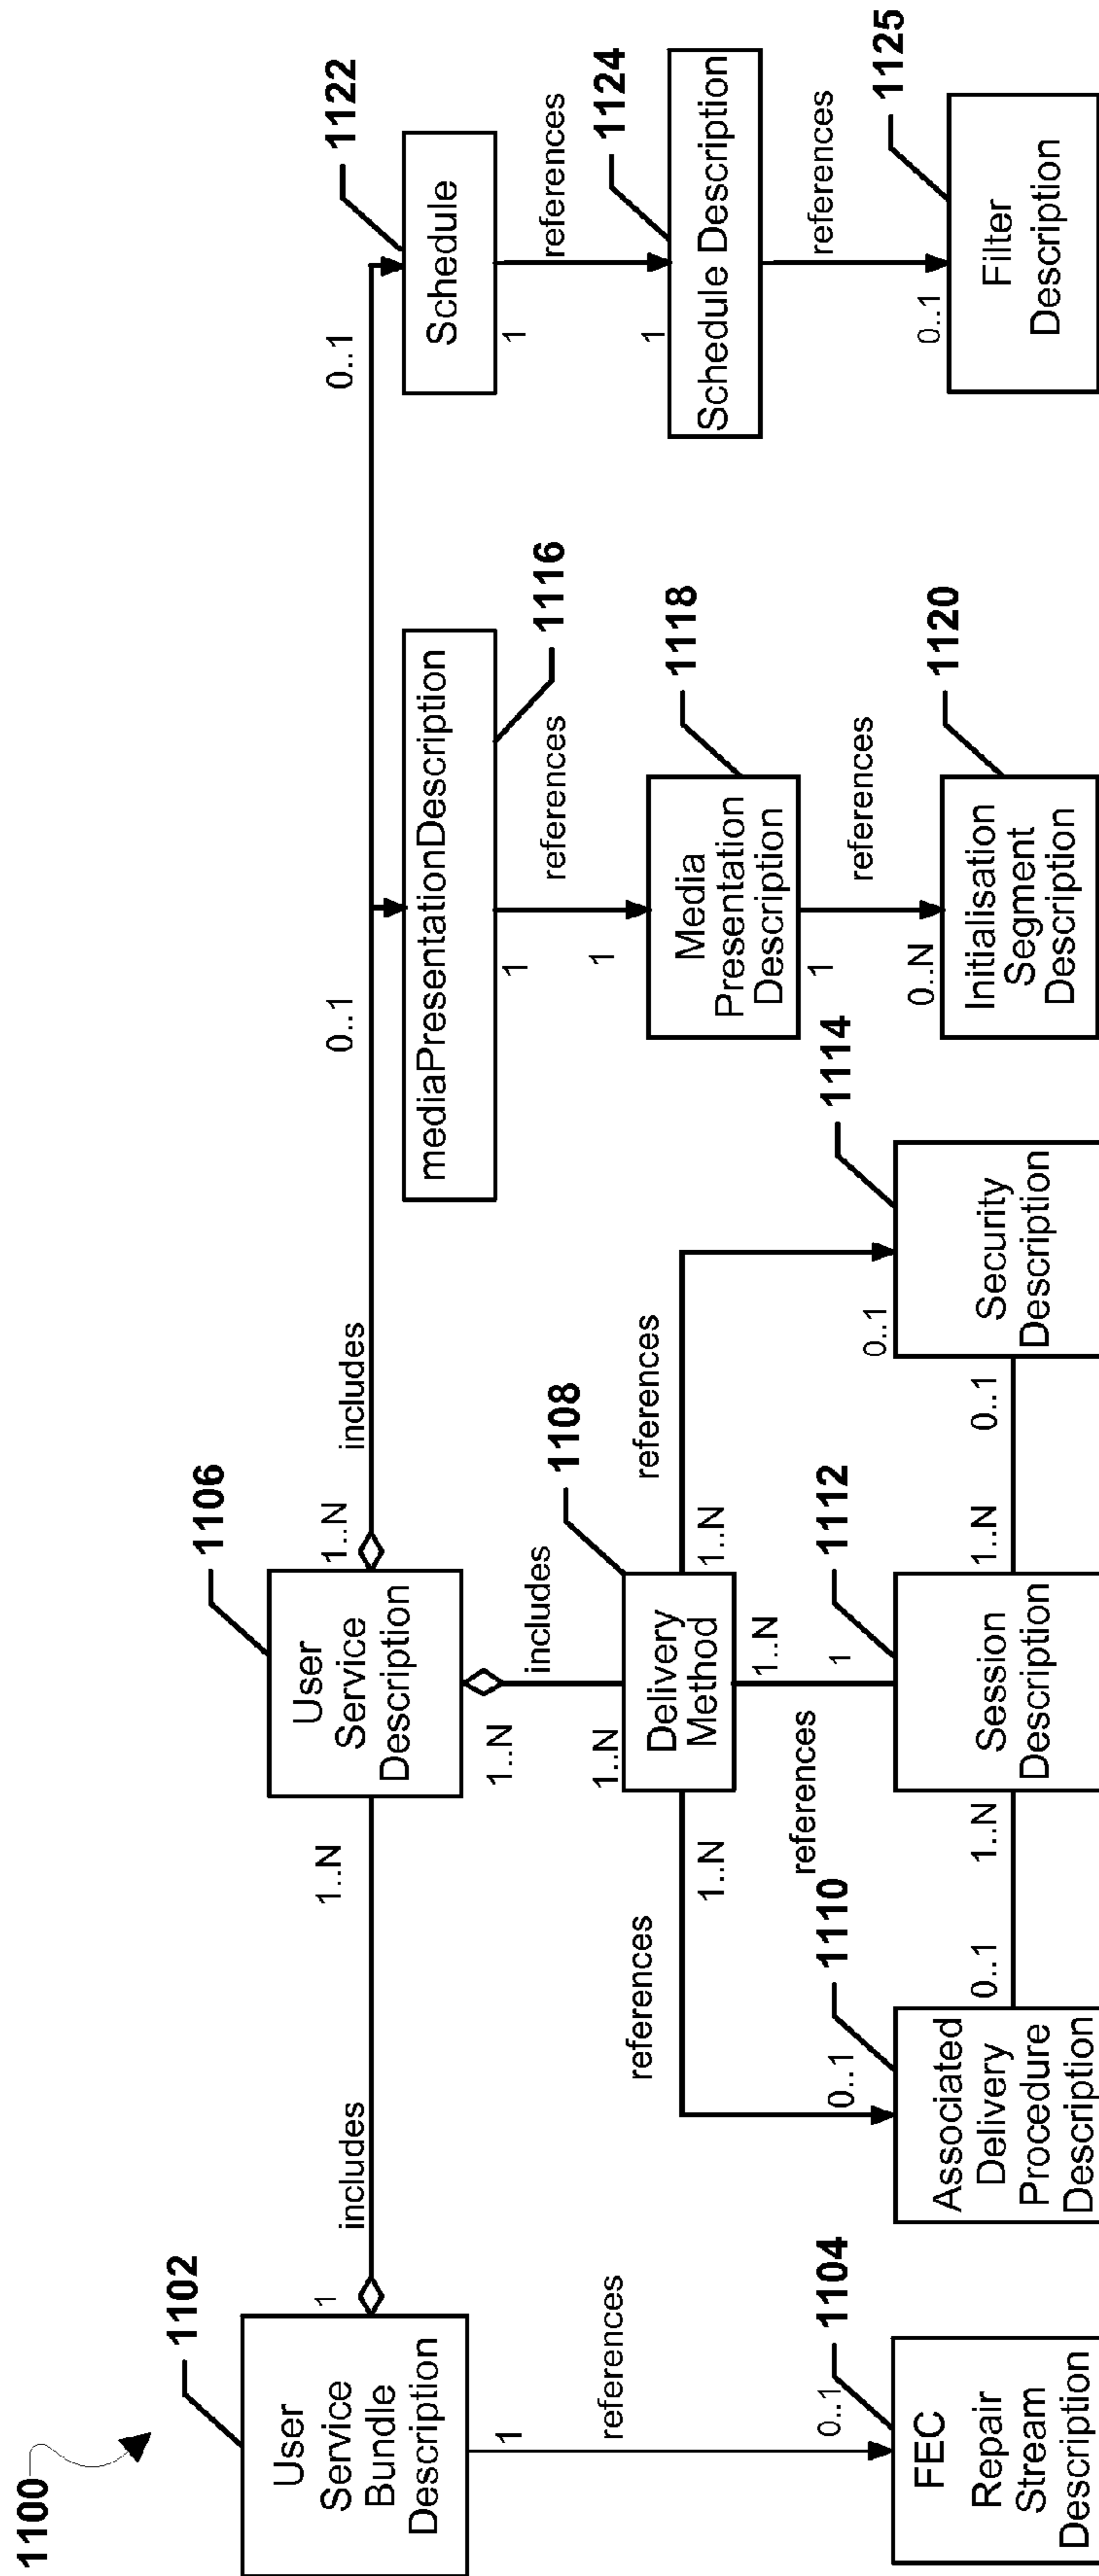 1100
1102
User
Service
Bundle
Description
1
includes
1..N
1
references
0..1
1104
FEC
Repair
Stream
Description
1106
User
Service
Description
1..N
includes
0..1
0..1
1..N
includes
1..N
1108
Delivery
Method
1..N
references
0..1
1110
Associated
Delivery
Procedure
Description
0..1
1..N
references
1..N
1
1112
Session
Description
1..N
0..1
1..N
references
0..1
1114
Security
Description
mediaPresentationDescription
1116
1
references
1
1118
Media
Presentation
Description
1
references
0..N
1120
Initialisation
Segment
Description
1122
Schedule
1
references
1
1124
Schedule Description
references
0..1
1125
Filter
Description